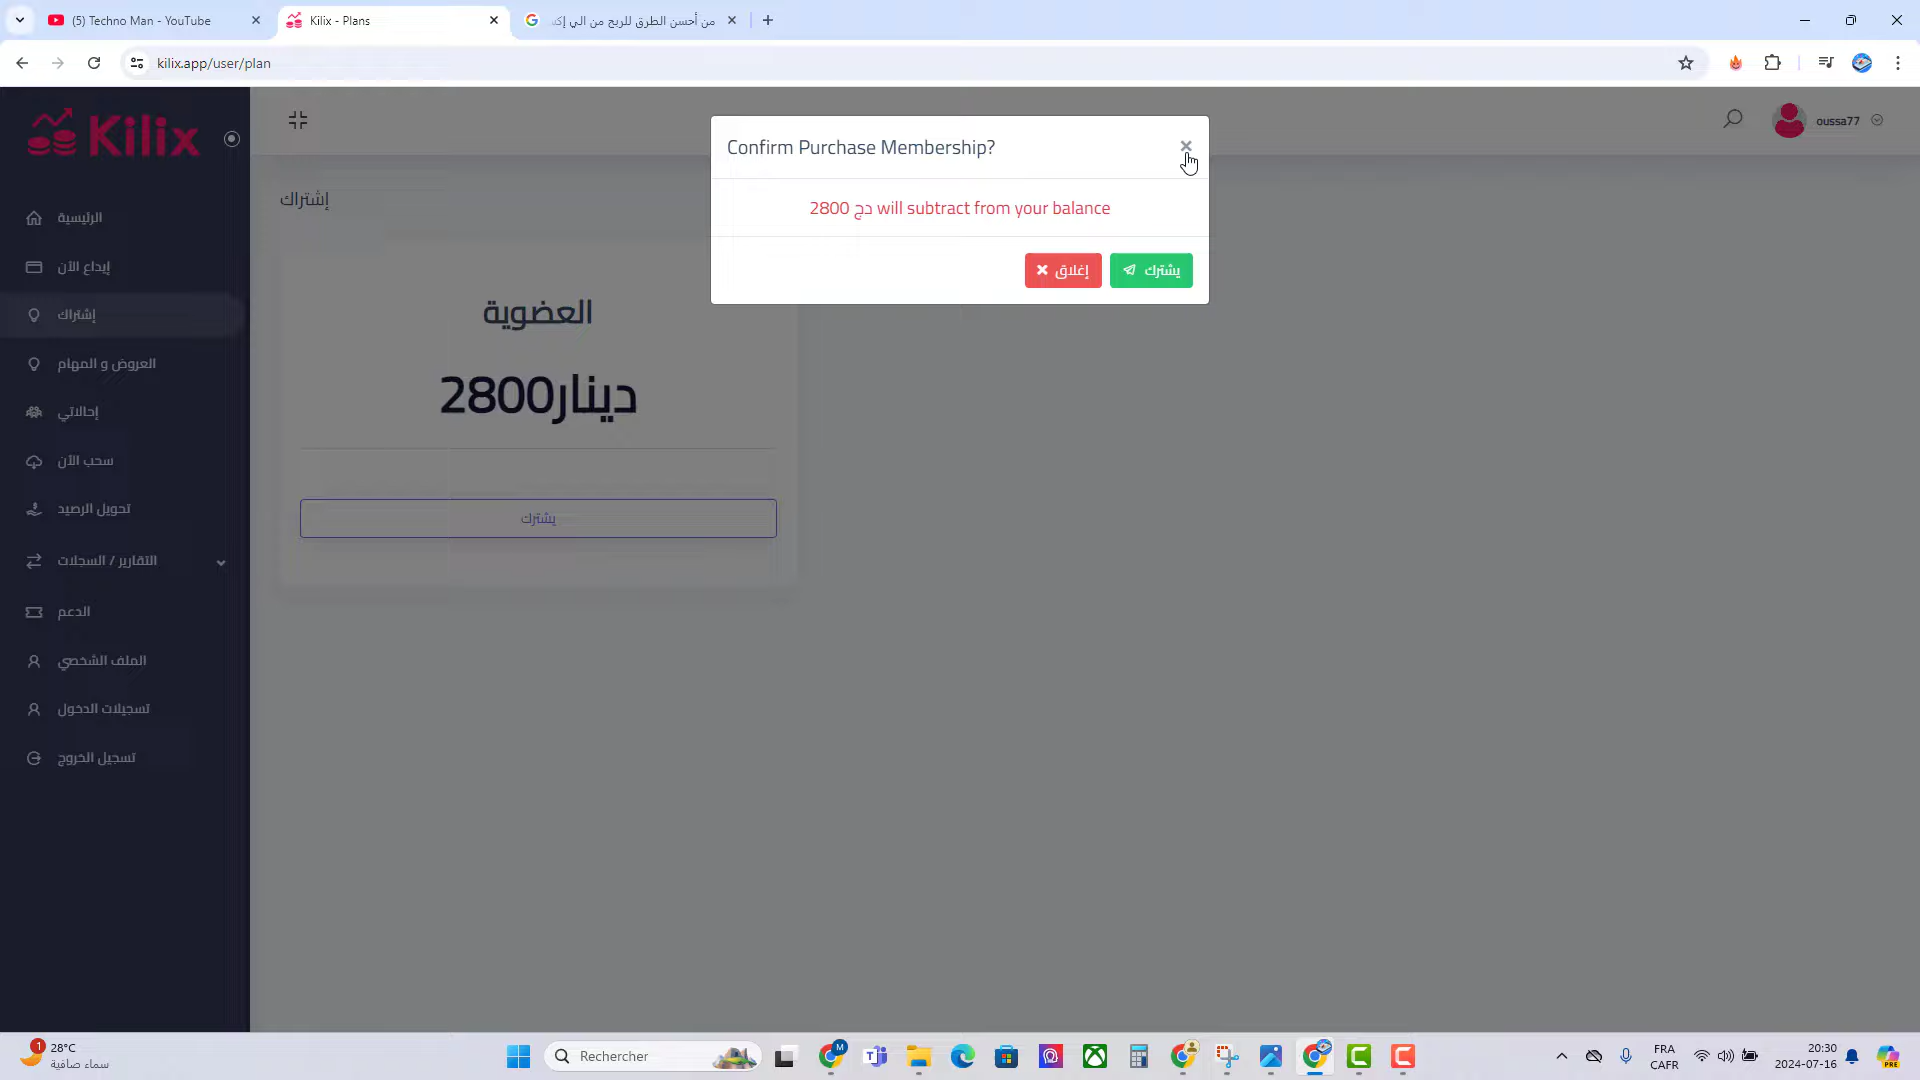 (5) Techno Man - YouTube
Kilix - Plans
من أحسن الطرق للربح من الي إكس
kilix.app/user/plan
Kilix
oussa77
Confirm Purchase Membership?
2800 دج will subtract from your balance
إغلاق
يشترك
إشتراك
العضوية
2800دينار
يشترك
الرئيسية
إيداع الآن
إشتراك
العروض و المهام
إحالاتي
سحب الآن
تحويل الرصيد
التقارير / السجلات
الدعم
الملف الشخصي
تسجيلات الدخول
تسجيل الخروج
1
28°C
سماء صافية
Rechercher
M
FRA
CAFR
20:30
2024-07-16
PRE